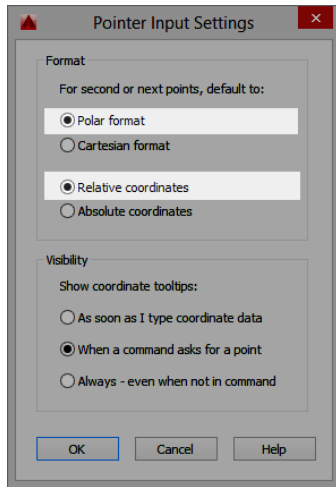 Pointer Input Settings
Format
For second or next points, default to:
Polar format
Cartesian format
Relative coordinates
Absolute coordinates
Visibility
Show coordinate tooltips:
As soon as I type coordinate data
When a command asks for a point
Always - even when not in command
OK Cancel Help